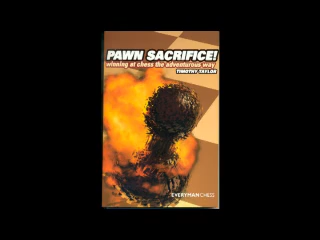 PAWN SACRIFICE!
winning at chess the adventurous way
TIMOTHY TAYLOR
EVERYMAN CHESS